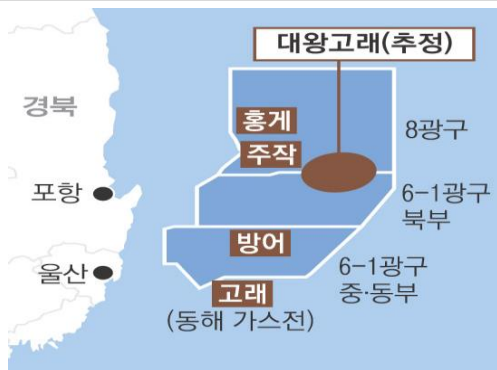 대왕고래(추정)
경북
홍게
주작
8광구
포항
6-1광구
북부
방어
울산
6-1광구
중·동부
고래
(동해 가스전)